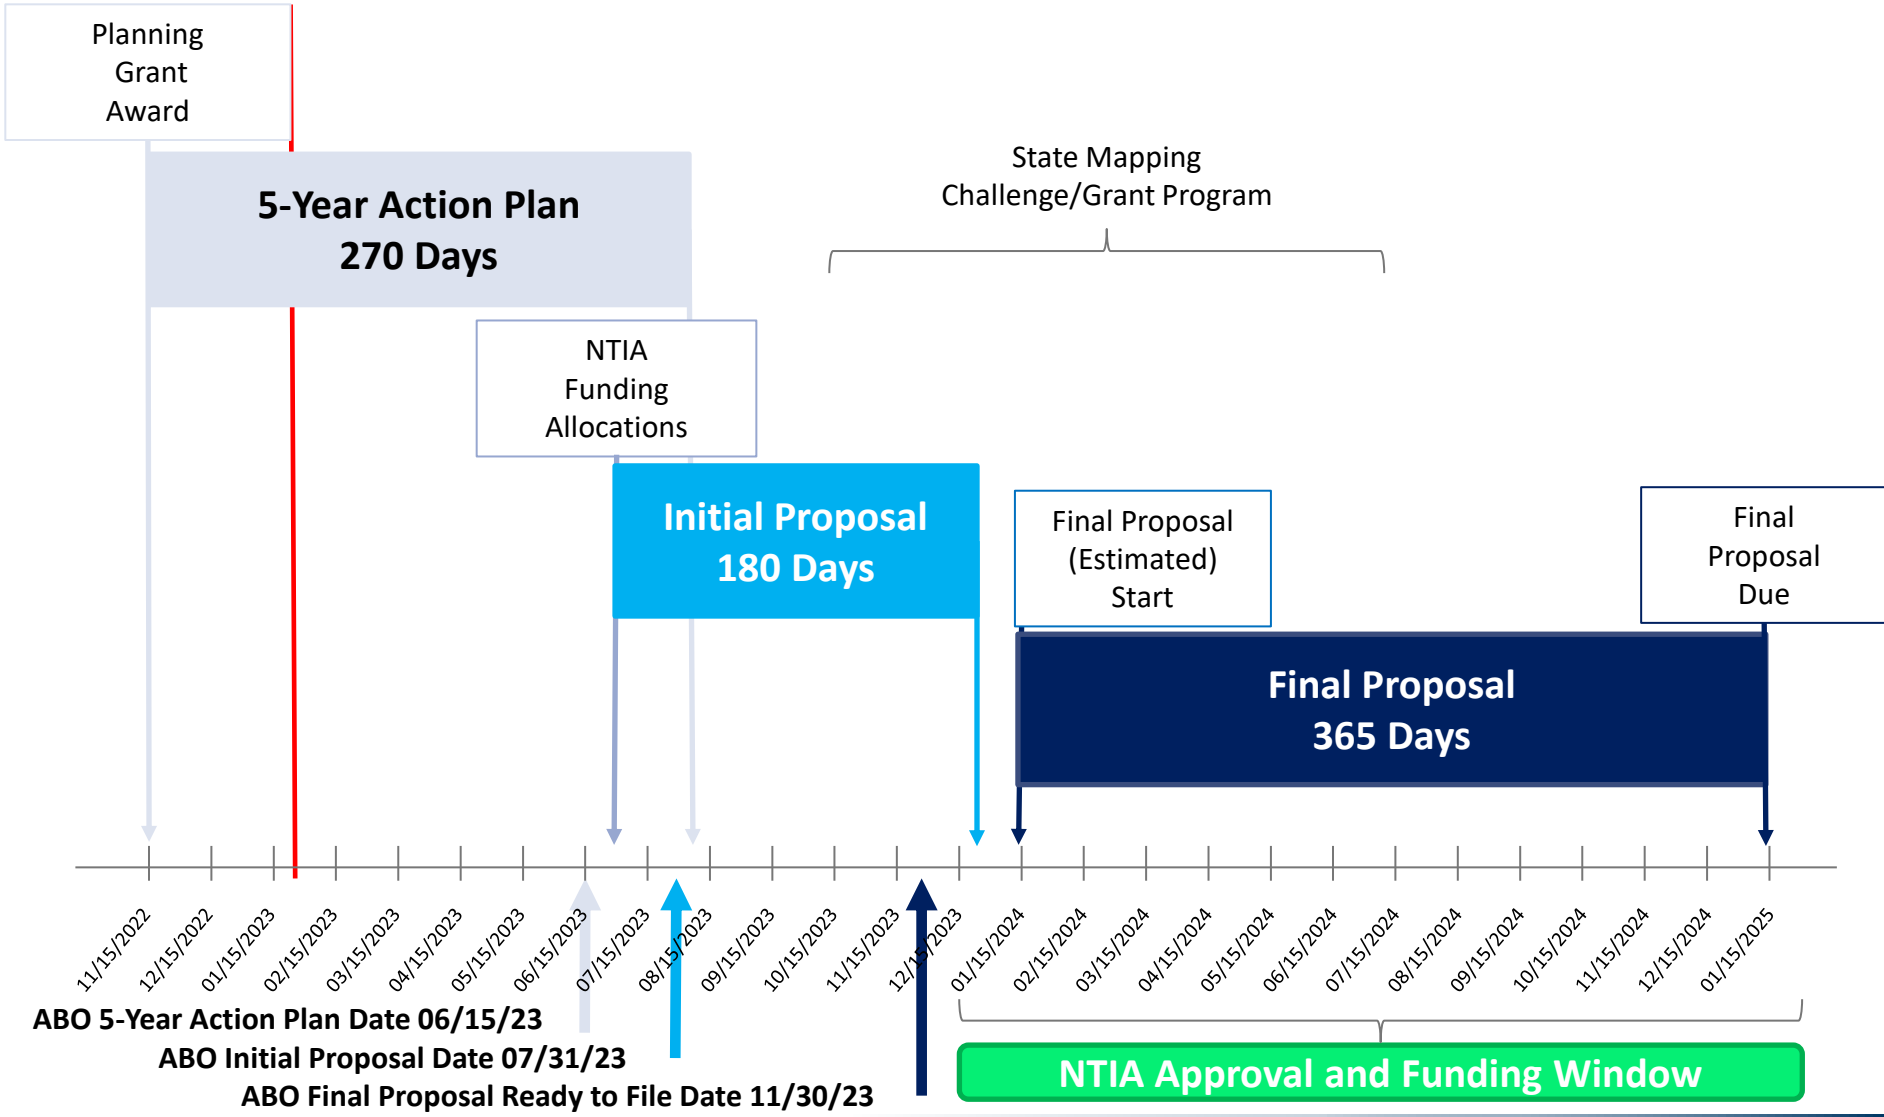 Planning
Grant
Award
5-Year Action Plan
270 Days
State Mapping
Challenge/Grant Program
NTIA
Funding
Allocations
Initial Proposal
180 Days
Final Proposal
(Estimated)
Start
Final
Proposal
Due
Final Proposal
365 Days
11/15/2022
12/15/2022
01/15/2023
02/15/2023
03/15/2023
04/15/2023
05/15/2023
06/15/2023
07/15/2023
08/15/2023
09/15/2023
10/15/2023
11/15/2023
12/15/2023
01/15/2024
02/15/2024
03/15/2024
04/15/2024
05/15/2024
06/15/2024
07/15/2024
08/15/2024
09/15/2024
10/15/2024
11/15/2024
12/15/2024
01/15/2025
ABO 5-Year Action Plan Date 06/15/23
ABO Initial Proposal Date 07/31/23
ABO Final Proposal Ready to File Date 11/30/23
NTIA Approval and Funding Window